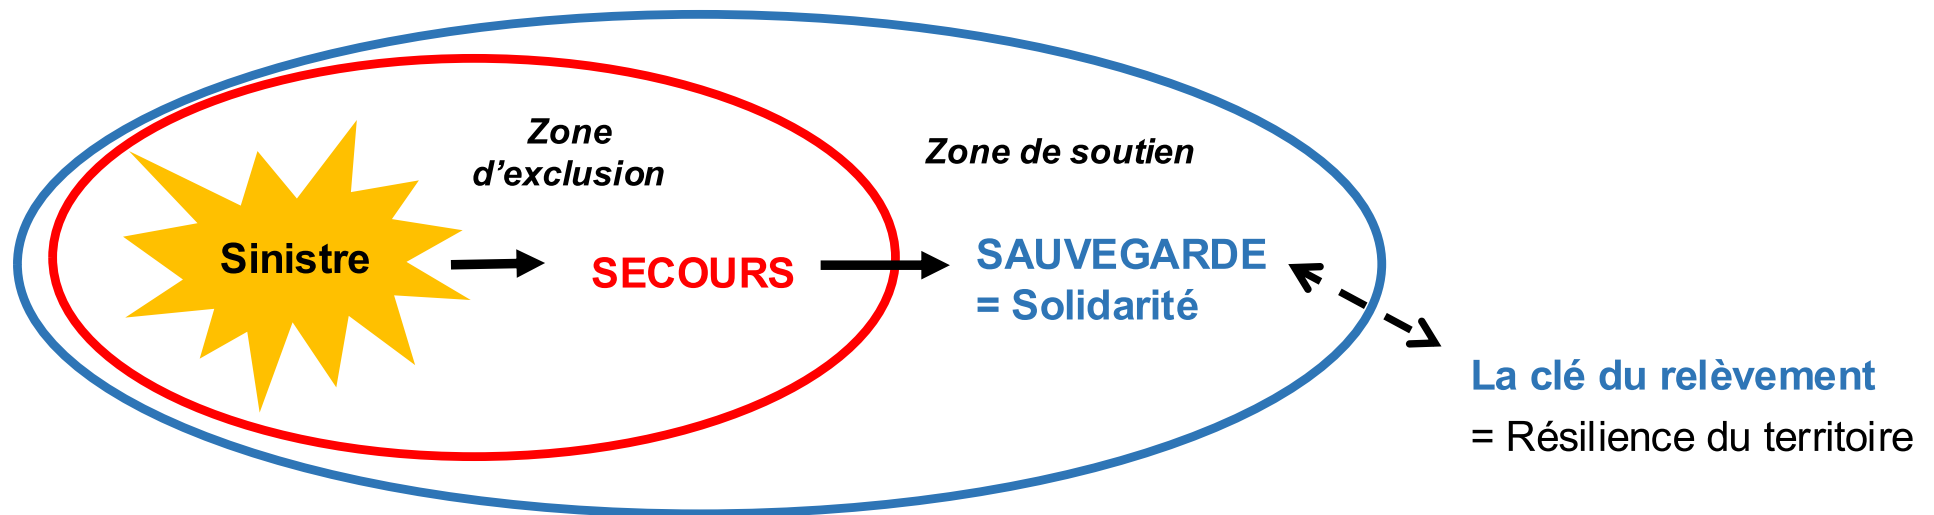 Zone
d’exclusion
Zone de soutien
Sinistre
SECOURS
SAUVEGARDE
= Solidarité
La clé du relèvement
= Résilience du territoire